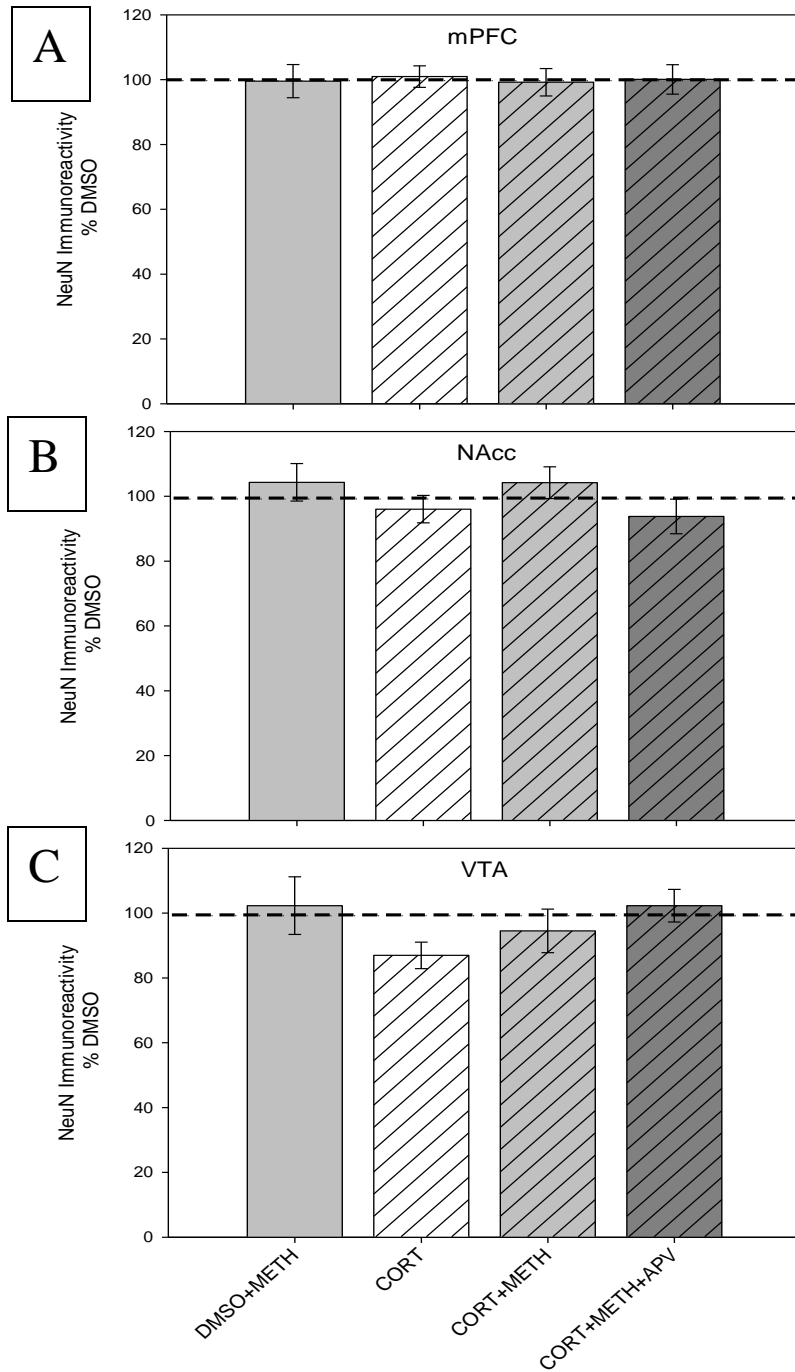 A
mPFC
120
100
80
60
40
20
0
NeuN Immunoreactivity
% DMSO
B
NAcc
120
100
80
60
40
20
0
NeuN Immunoreactivity
% DMSO
C
VTA
120
100
80
60
40
20
0
NeuN Immunoreactivity
% DMSO
DMSO+METH
CORT
CORT+METH
CORT+METH+APV